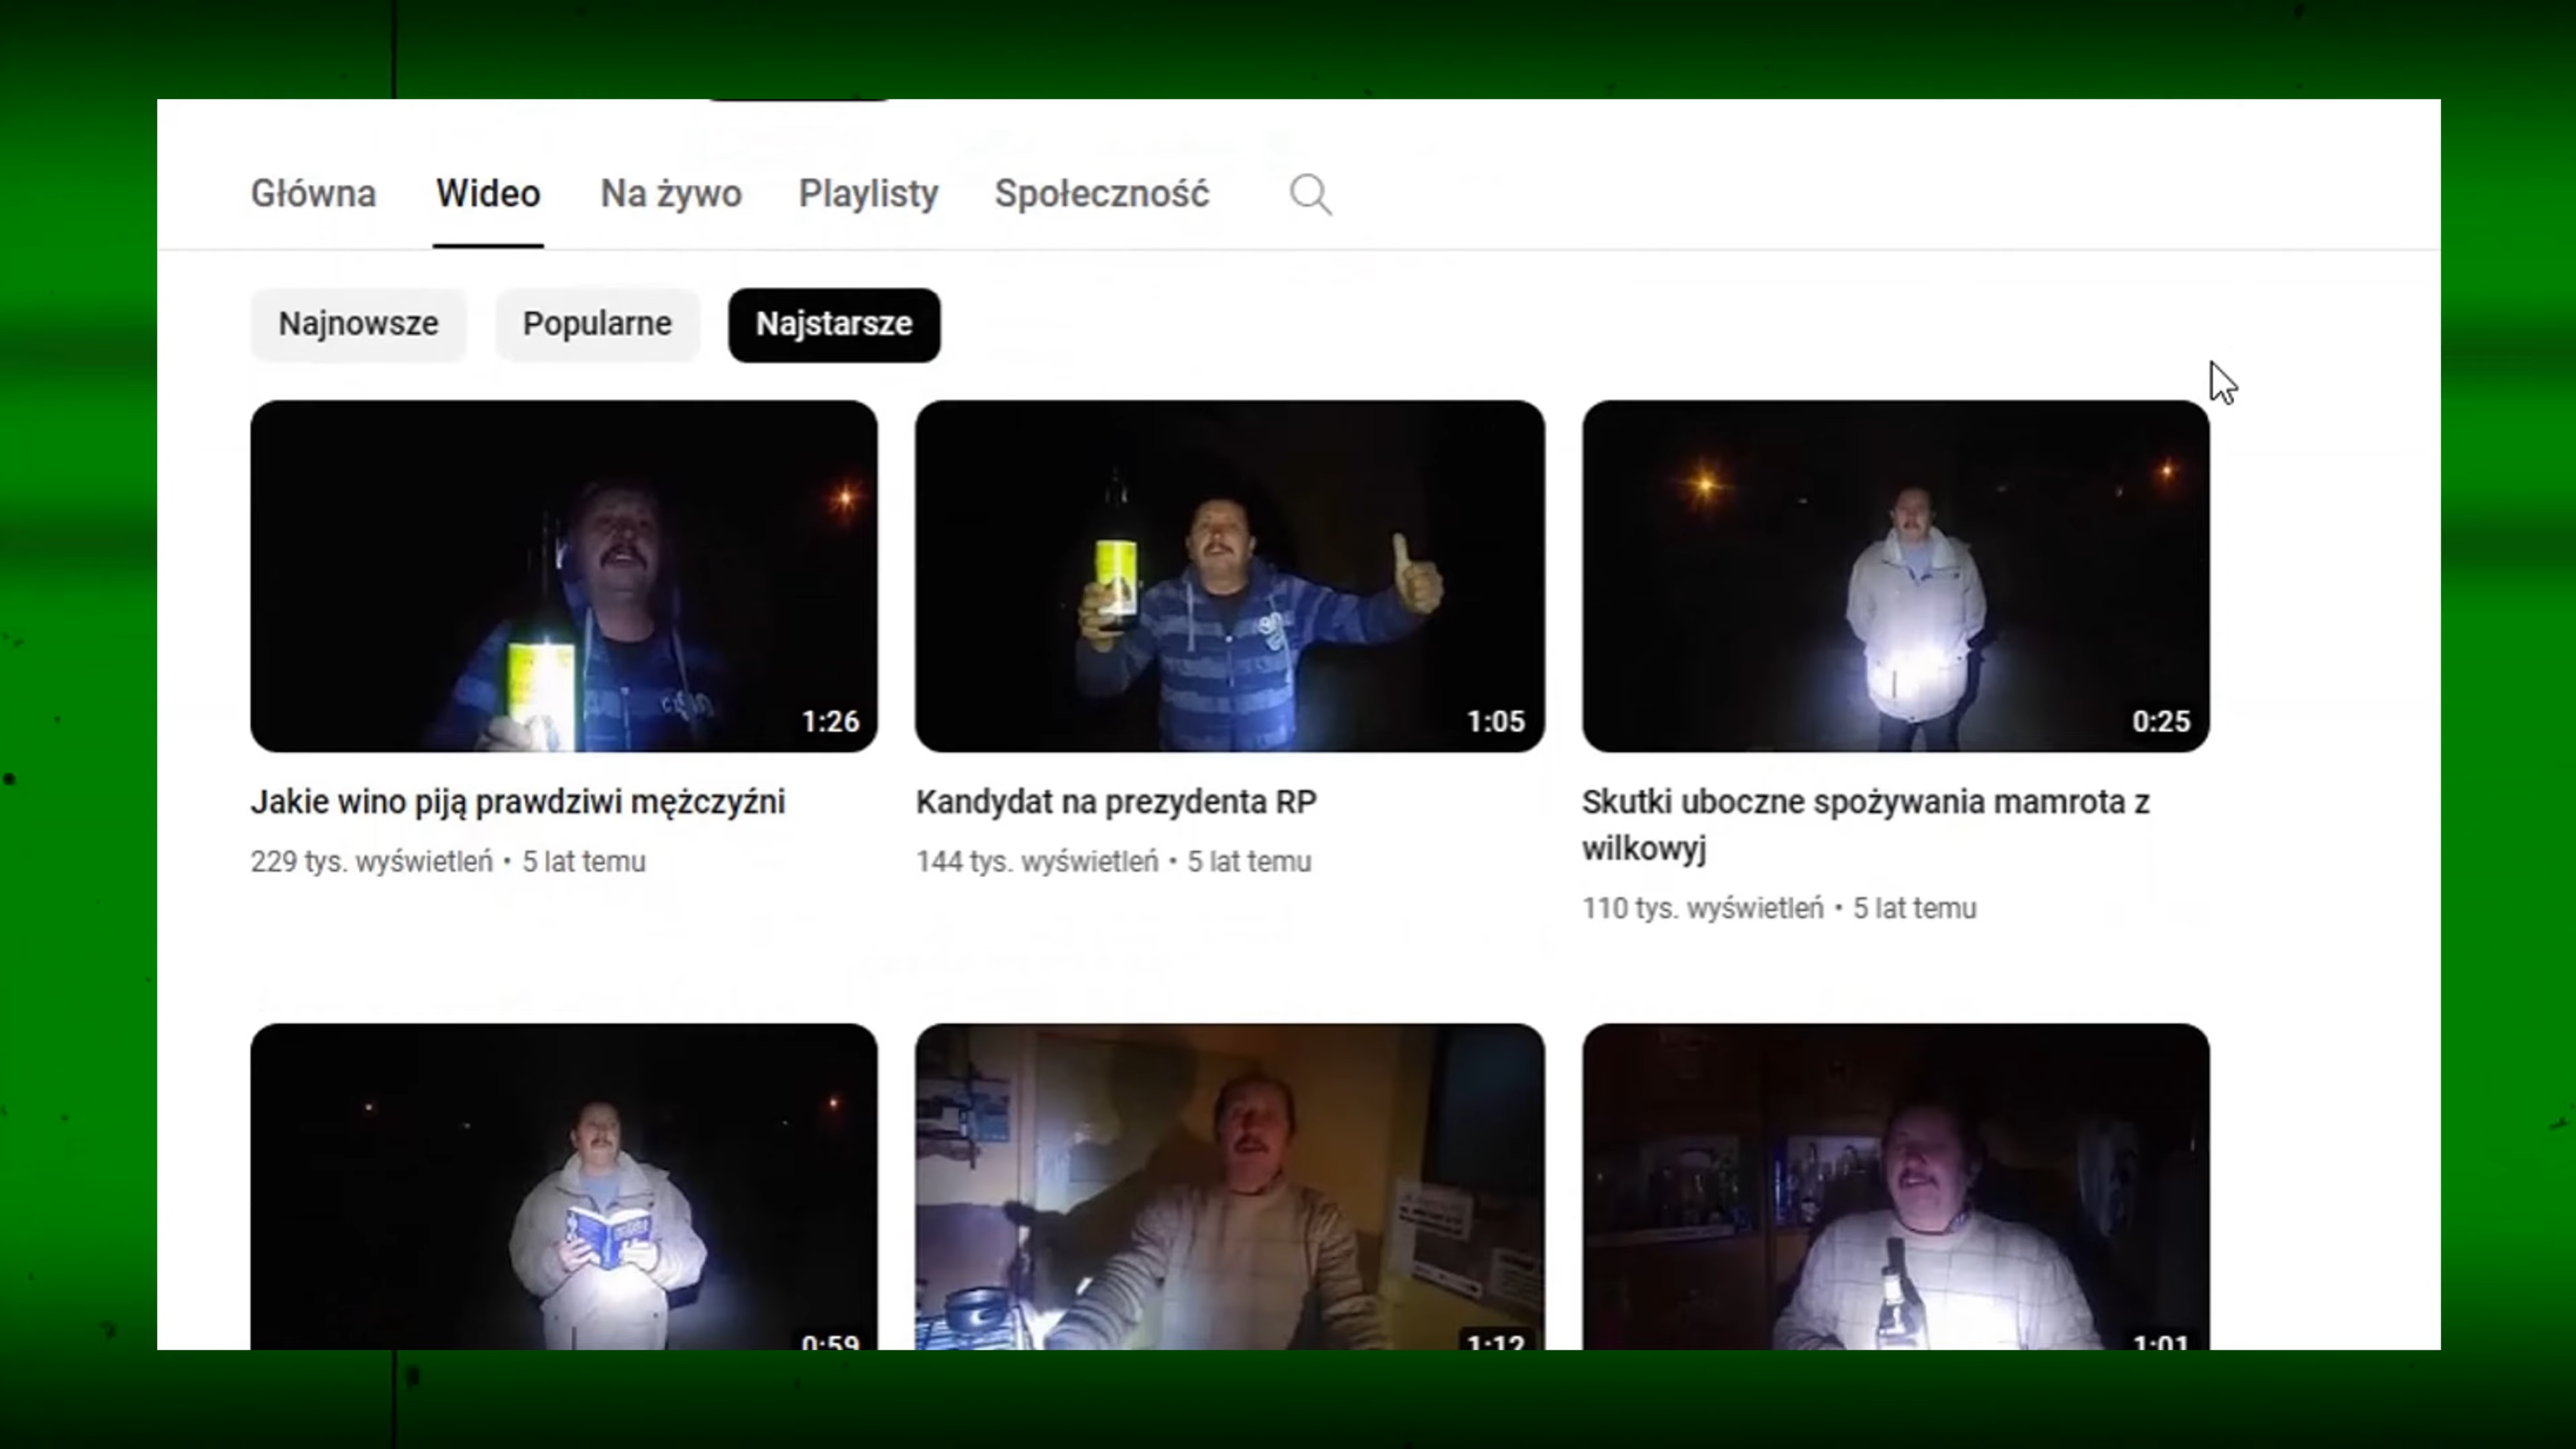 Główna Wideo Na żywo Playlisty Społeczność
Najnowsze Popularne Najstarsze
1:26 1:05 0:25
Jakie wino piją prawdziwi mężczyźni Kandydat na prezydenta RP Skutki uboczne spożywania mamrota z
wilkowyj
229 tys. wyświetleń • 5 lat temu 144 tys. wyświetleń • 5 lat temu
110 tys. wyświetleń • 5 lat temu
0:59 1:12 1:01